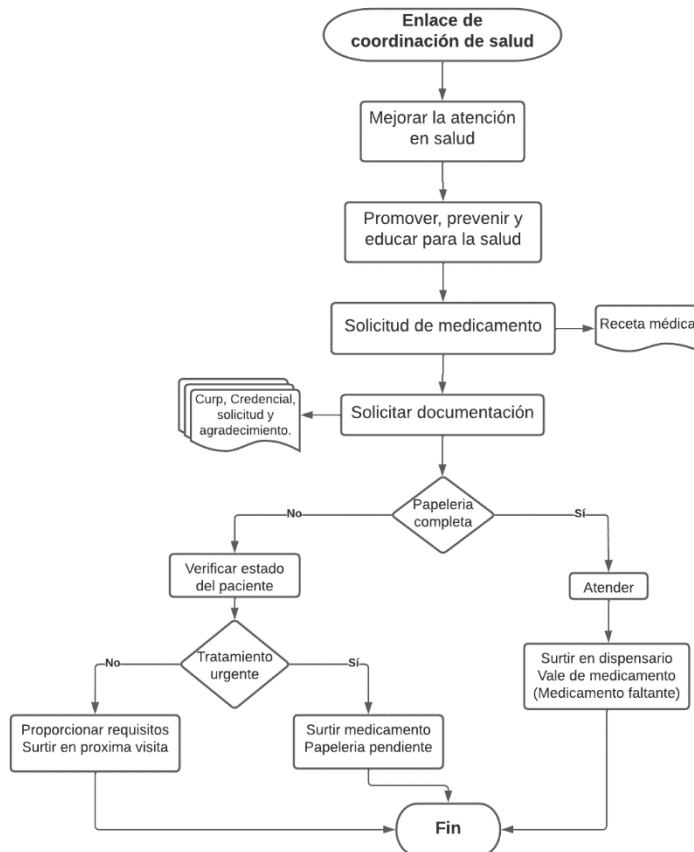 Enlace de
coordinación de salud
Mejorar la atención
en salud
Promover, prevenir y
educar para la salud
Solicitud de medicamento
Receta médica
Solicitar documentación
Curp, Credencial,
solicitud y
agradecimiento.
Papeleria
completa
No
Sí
Verificar estado
del paciente
Atender
Tratamiento
urgente
No
Sí
Surtir en dispensario
Vale de medicamento
(Medicamento faltante)
Proporcionar requisitos
Surtir en proxima visita
Surtir medicamento
Papeleria pendiente
Fin